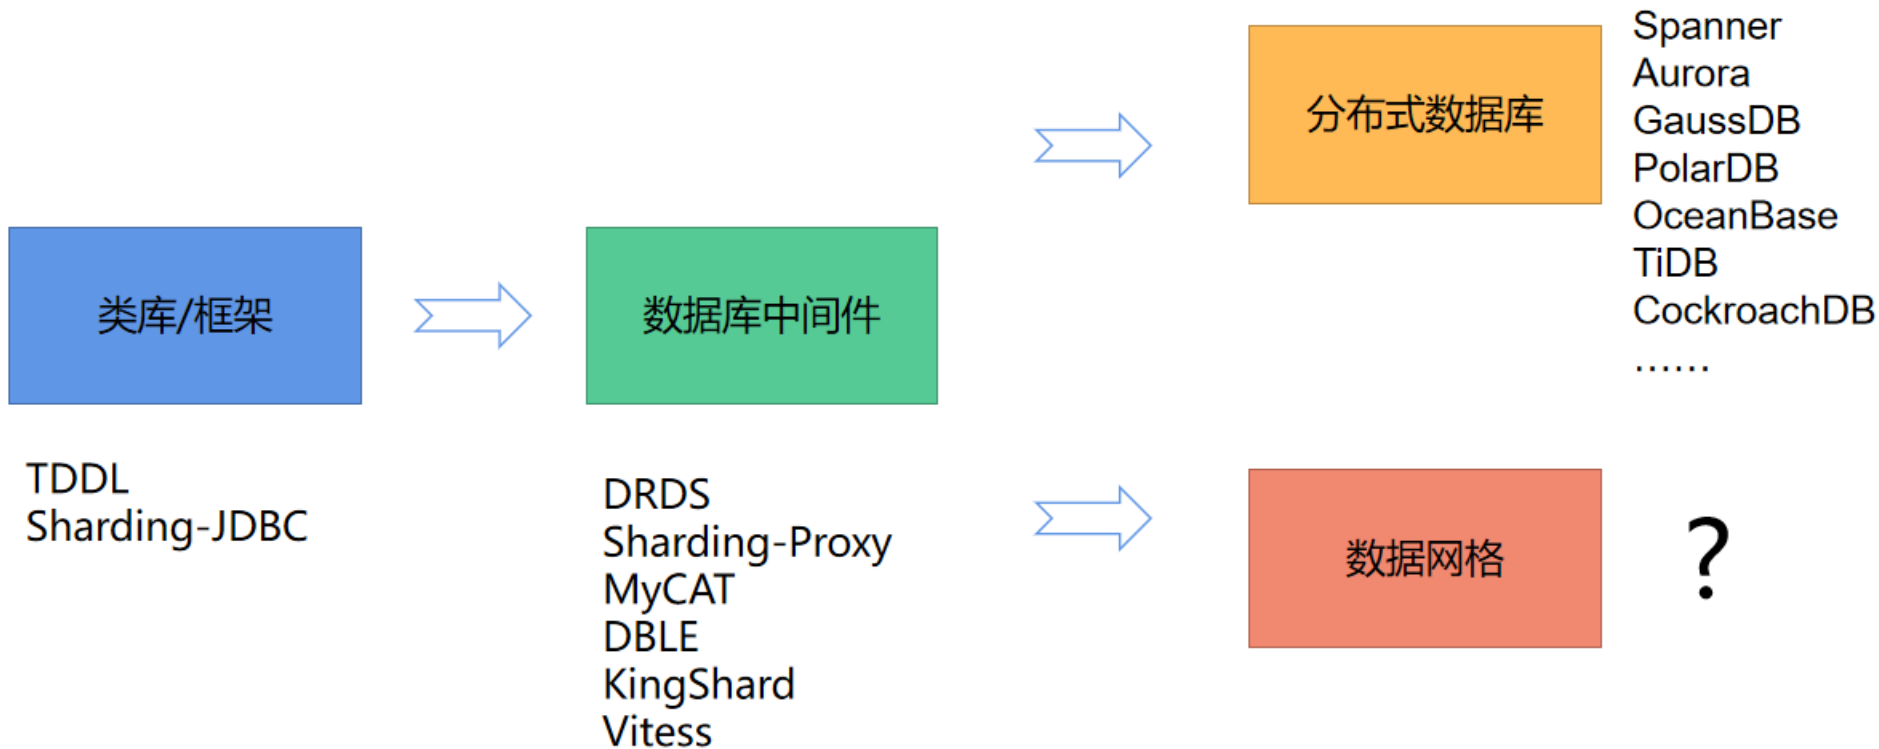 类库/框架
TDDL
Sharding-JDBC
数据库中间件
DRDS
Sharding-Proxy
MyCAT
DBLE
KingShard
Vitess
分布式数据库
Spanner
Aurora
GaussDB
PolarDB
OceanBase
TiDB
CockroachDB
……
数据网格
?